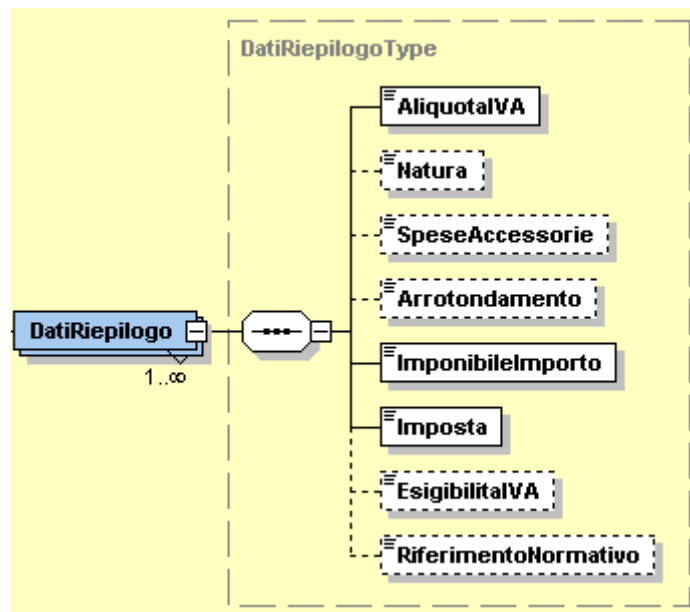 DatiRiepilogoType
AliquotaIVA
Natura
SpeseAccessorie
Arrotondamento
DatiRiepilogo
1..∞
ImponibileImporto
Imposta
EsigibilitaIVA
RiferimentoNormativo